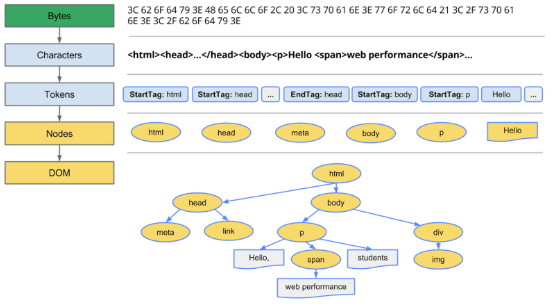 Bytes
3C 62 6F 64 79 3E 48 65 6C 6C 6F 2C 20 3C 73 70 61 6E 3E 77 6F 72 6C 64 21 3C 2F 73 70 61
6E 3E 3C 2F 62 6F 64 79 3E
Characters
<html><head>...</head><body><p>Hello <span>web performance</span>...
Tokens
StartTag: html
StartTag: head
...
EndTag: head
StartTag: body
StartTag: p
Hello
...
Nodes
html
head
meta
body
p
Hello
DOM
html
head
body
meta
link
p
div
Hello,
span
students
img
web performance